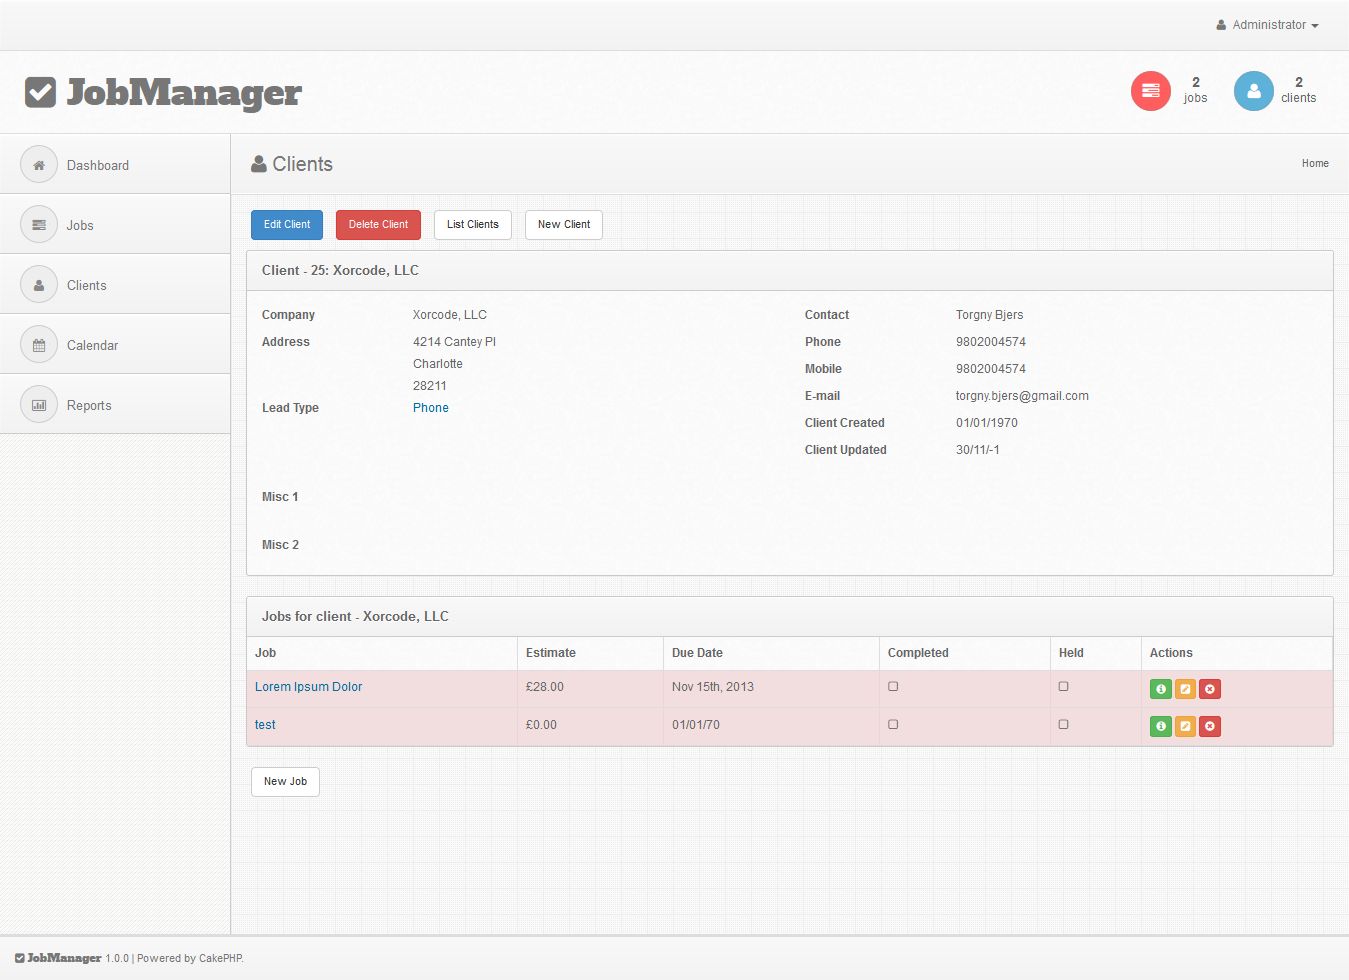 Administrator
JobManager
2 jobs
2 clients
Dashboard
Jobs
Clients
Calendar
Reports
Clients
Home
Edit Client Delete Client List Clients New Client
Client - 25: Xorcode, LLC
Company Xorcode, LLC
Address 4214 Cantey Pl
Charlotte
28211
Lead Type Phone
Contact Torgny Bjers
Phone 9802004574
Mobile 9802004574
E-mail torgny.bjers@gmail.com
Client Created 01/01/1970
Client Updated 30/11/-1
Misc 1
Misc 2
Jobs for client - Xorcode, LLC
Job Estimate Due Date Completed Held Actions
Lorem Ipsum Dolor £28.00 Nov 15th, 2013
test £0.00 01/01/70
New Job
JobManager 1.0.0 | Powered by CakePHP.